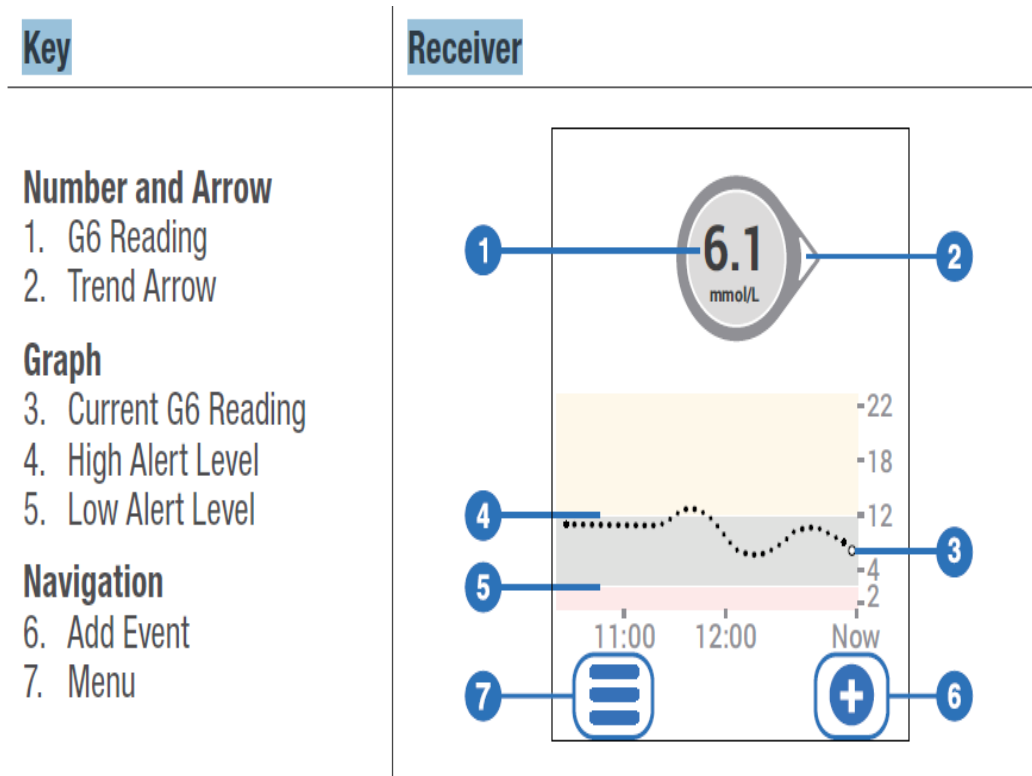 Key
Receiver
Number and Arrow
1. G6 Reading
2. Trend Arrow
Graph
3. Current G6 Reading
4. High Alert Level
5. Low Alert Level
Navigation
6. Add Event
7. Menu
1
6.1
mmol/L
2
22
18
4
12
3
5
4
2
11:00 12:00 Now
7
6